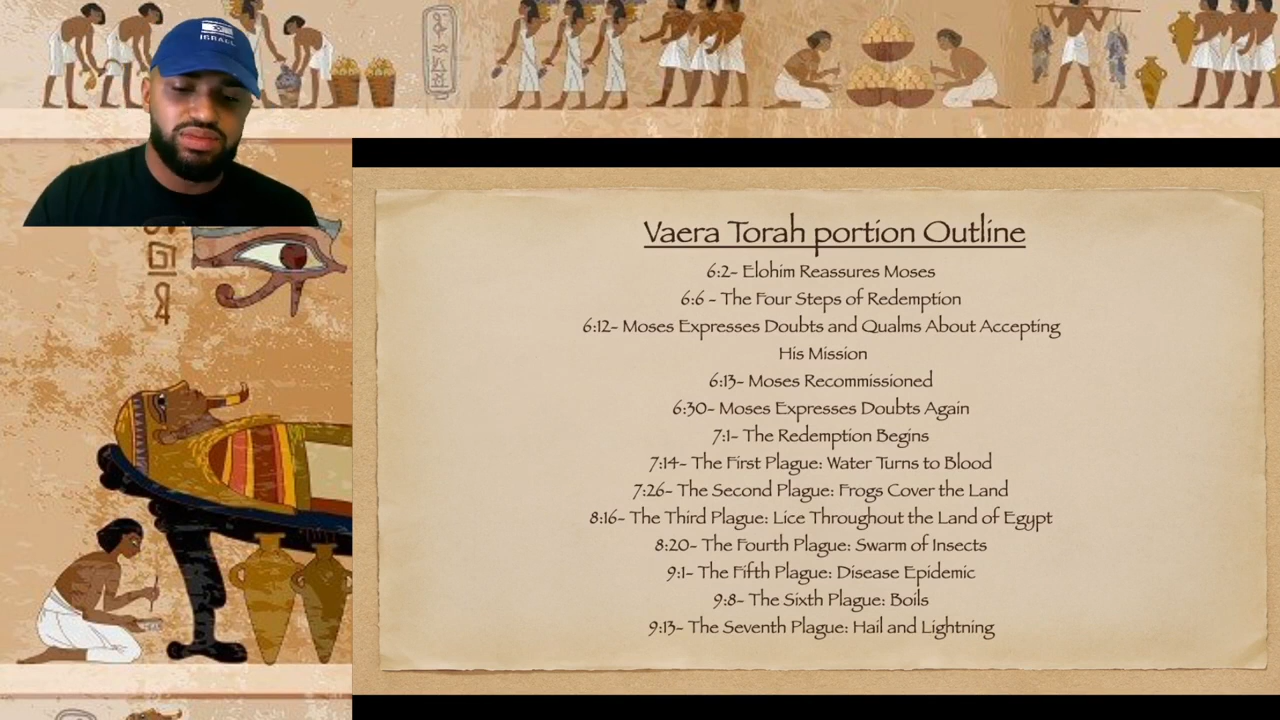 ISRAEL
Vaera Torah portion Outline
6:2- Elohim Reassures Moses
6:6 - The Four Steps of Redemption
6:12- Moses Expresses Doubts and Qualms About Accepting
His Mission
6:13- Moses Recommissioned
6:30- Moses Expresses Doubts Again
7:1- The Redemption Begins
7:14- The First Plague: Water Turns to Blood
7:26- The Second Plague: Frogs Cover the Land
8:16- The Third Plague: Lice Throughout the Land of Egypt
8:20- The Fourth Plague: Swarm of Insects
9:1- The Fifth Plague: Disease Epidemic
9:8- The Sixth Plague: Boils
9:13- The Seventh Plague: Hail and Lightning